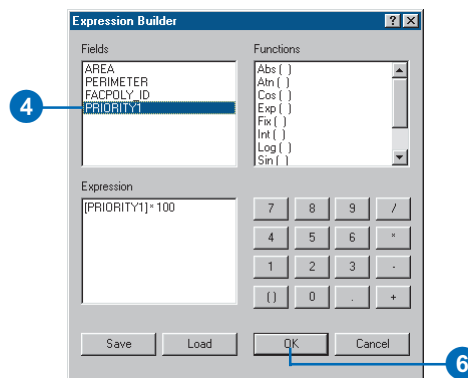 Expression Builder
Fields
Functions
AREA
PERIMETER
FACPOLY_ID
PRIORITY1
Abs ( )
Atn ( )
Cos ( )
Exp ( )
Fix ( )
Int ( )
Log ( )
Sin ( )
4
Expression
[PRIORITY1] * 100
7 8 9 /
4 5 6 *
1 2 3 -
( ) 0 . +
Save Load OK Cancel
6